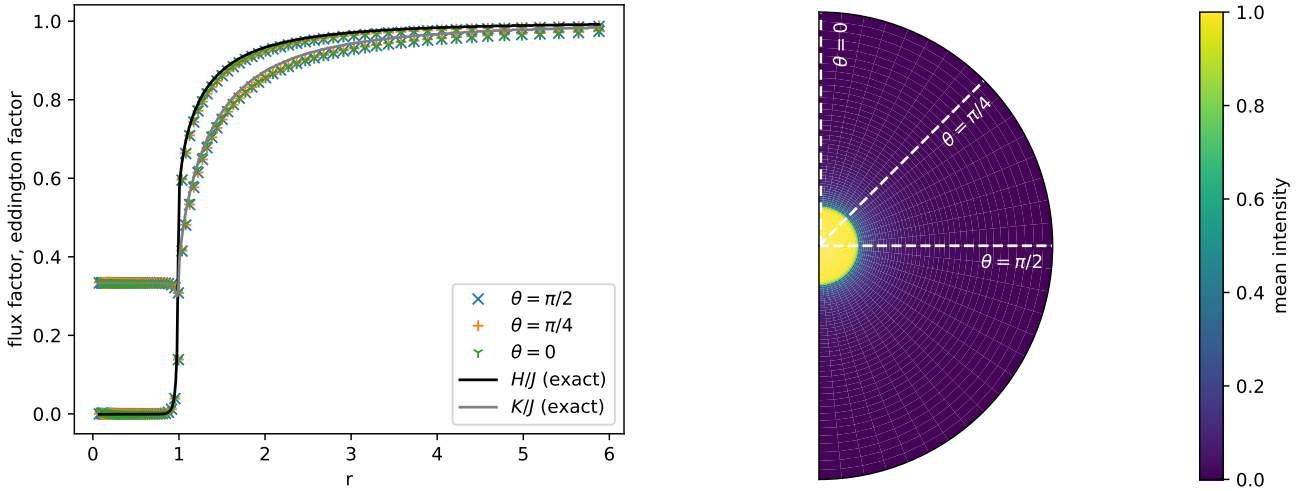 1.0
0.8
0.6
0.4
0.2
0.0
flux factor, eddington factor
0
1
2
3
4
5
6
r
θ = π/2
θ = π/4
θ = 0
H/J (exact)
K/J (exact)
θ = 0
θ = π/4
θ = π/2
1.0
0.8
0.6
0.4
0.2
0.0
mean intensity